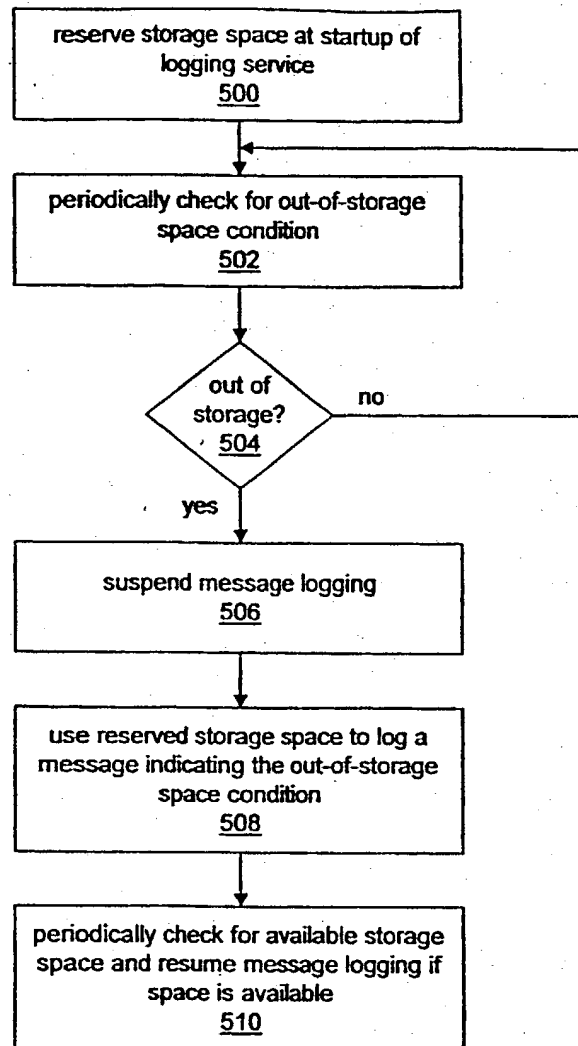 reserve storage space at startup of
logging service
500
periodically check for out-of-storage
space condition
502
out of
storage?
504
no
yes
suspend message logging
506
use reserved storage space to log a
message indicating the out-of-storage
space condition
508
periodically check for available storage
space and resume message logging if
space is available
510